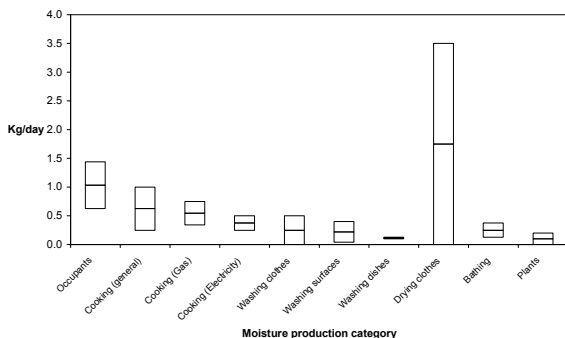 4.0
3.5
3.0
2.5
Kg/day 2.0
1.5
1.0
0.5
0.0
Occupants
Cooking (general)
Cooking (Gas)
Cooking (Electricity)
Washing clothes
Washing surfaces
Washing dishes
Drying clothes
Bathing
Plants
Moisture production category